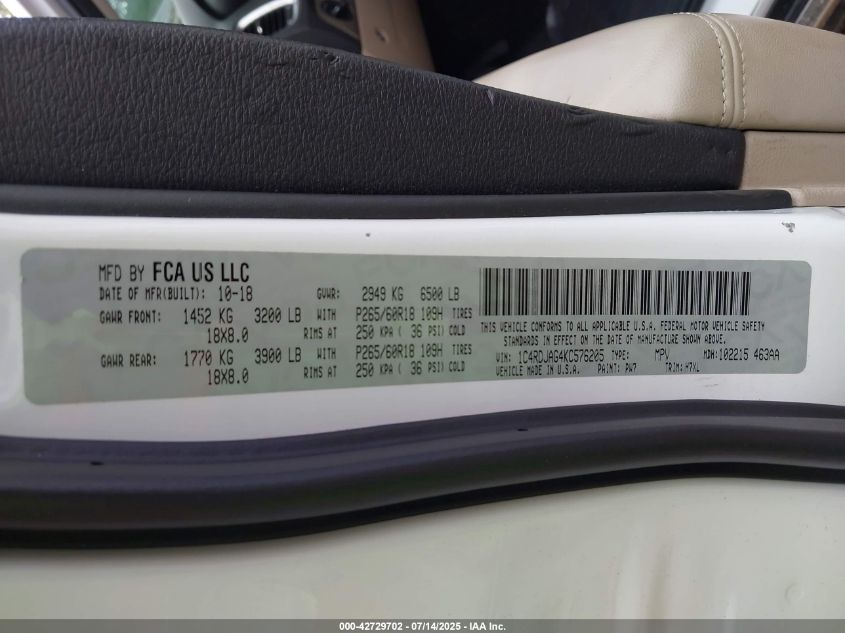 MFD BY FCA US LLC
DATE OF MFR(BUILT): 10-18 GVWR: 2949 KG 6500 LB
GAWR FRONT: 1452 KG 3200 LB WITH P265/60R18 109H TIRES
18X8.0 RIMS AT 250 KPA ( 36 PSI) COLD
GAWR REAR: 1770 KG 3900 LB WITH P265/60R18 109H TIRES
18X8.0 RIMS AT 250 KPA ( 36 PSI) COLD
THIS VEHICLE CONFORMS TO ALL APPLICABLE U.S.A. FEDERAL MOTOR VEHICLE SAFETY
STANDARDS IN EFFECT ON THE DATE OF MANUFACTURE SHOWN ABOVE.
VIN: 1C4RDJAG4KC576205 TYPE: MPV MDH: 102215 463AA
VEHICLE MADE IN U.S.A. PAINT: PW7 TRIM: H7XL
000-42729702 / 07/14/2025 - IAA Inc.